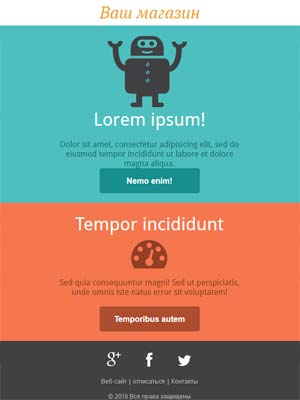 Ваш магазин
Lorem ipsum!
Dolor sit amet, consectetur adipisicing elit, sed do
eiusmod tempor incididunt ut labore et dolore
magna aliqua.
Nemo enim!
Tempor incididunt
Sed quia consequuntur magni! Sed ut perspiciatis,
unde omnis iste natus error sit voluptatem!
Temporibus autem
g+ f
Веб-сайт | отписаться | Контакты
© 2016 Все права защищены